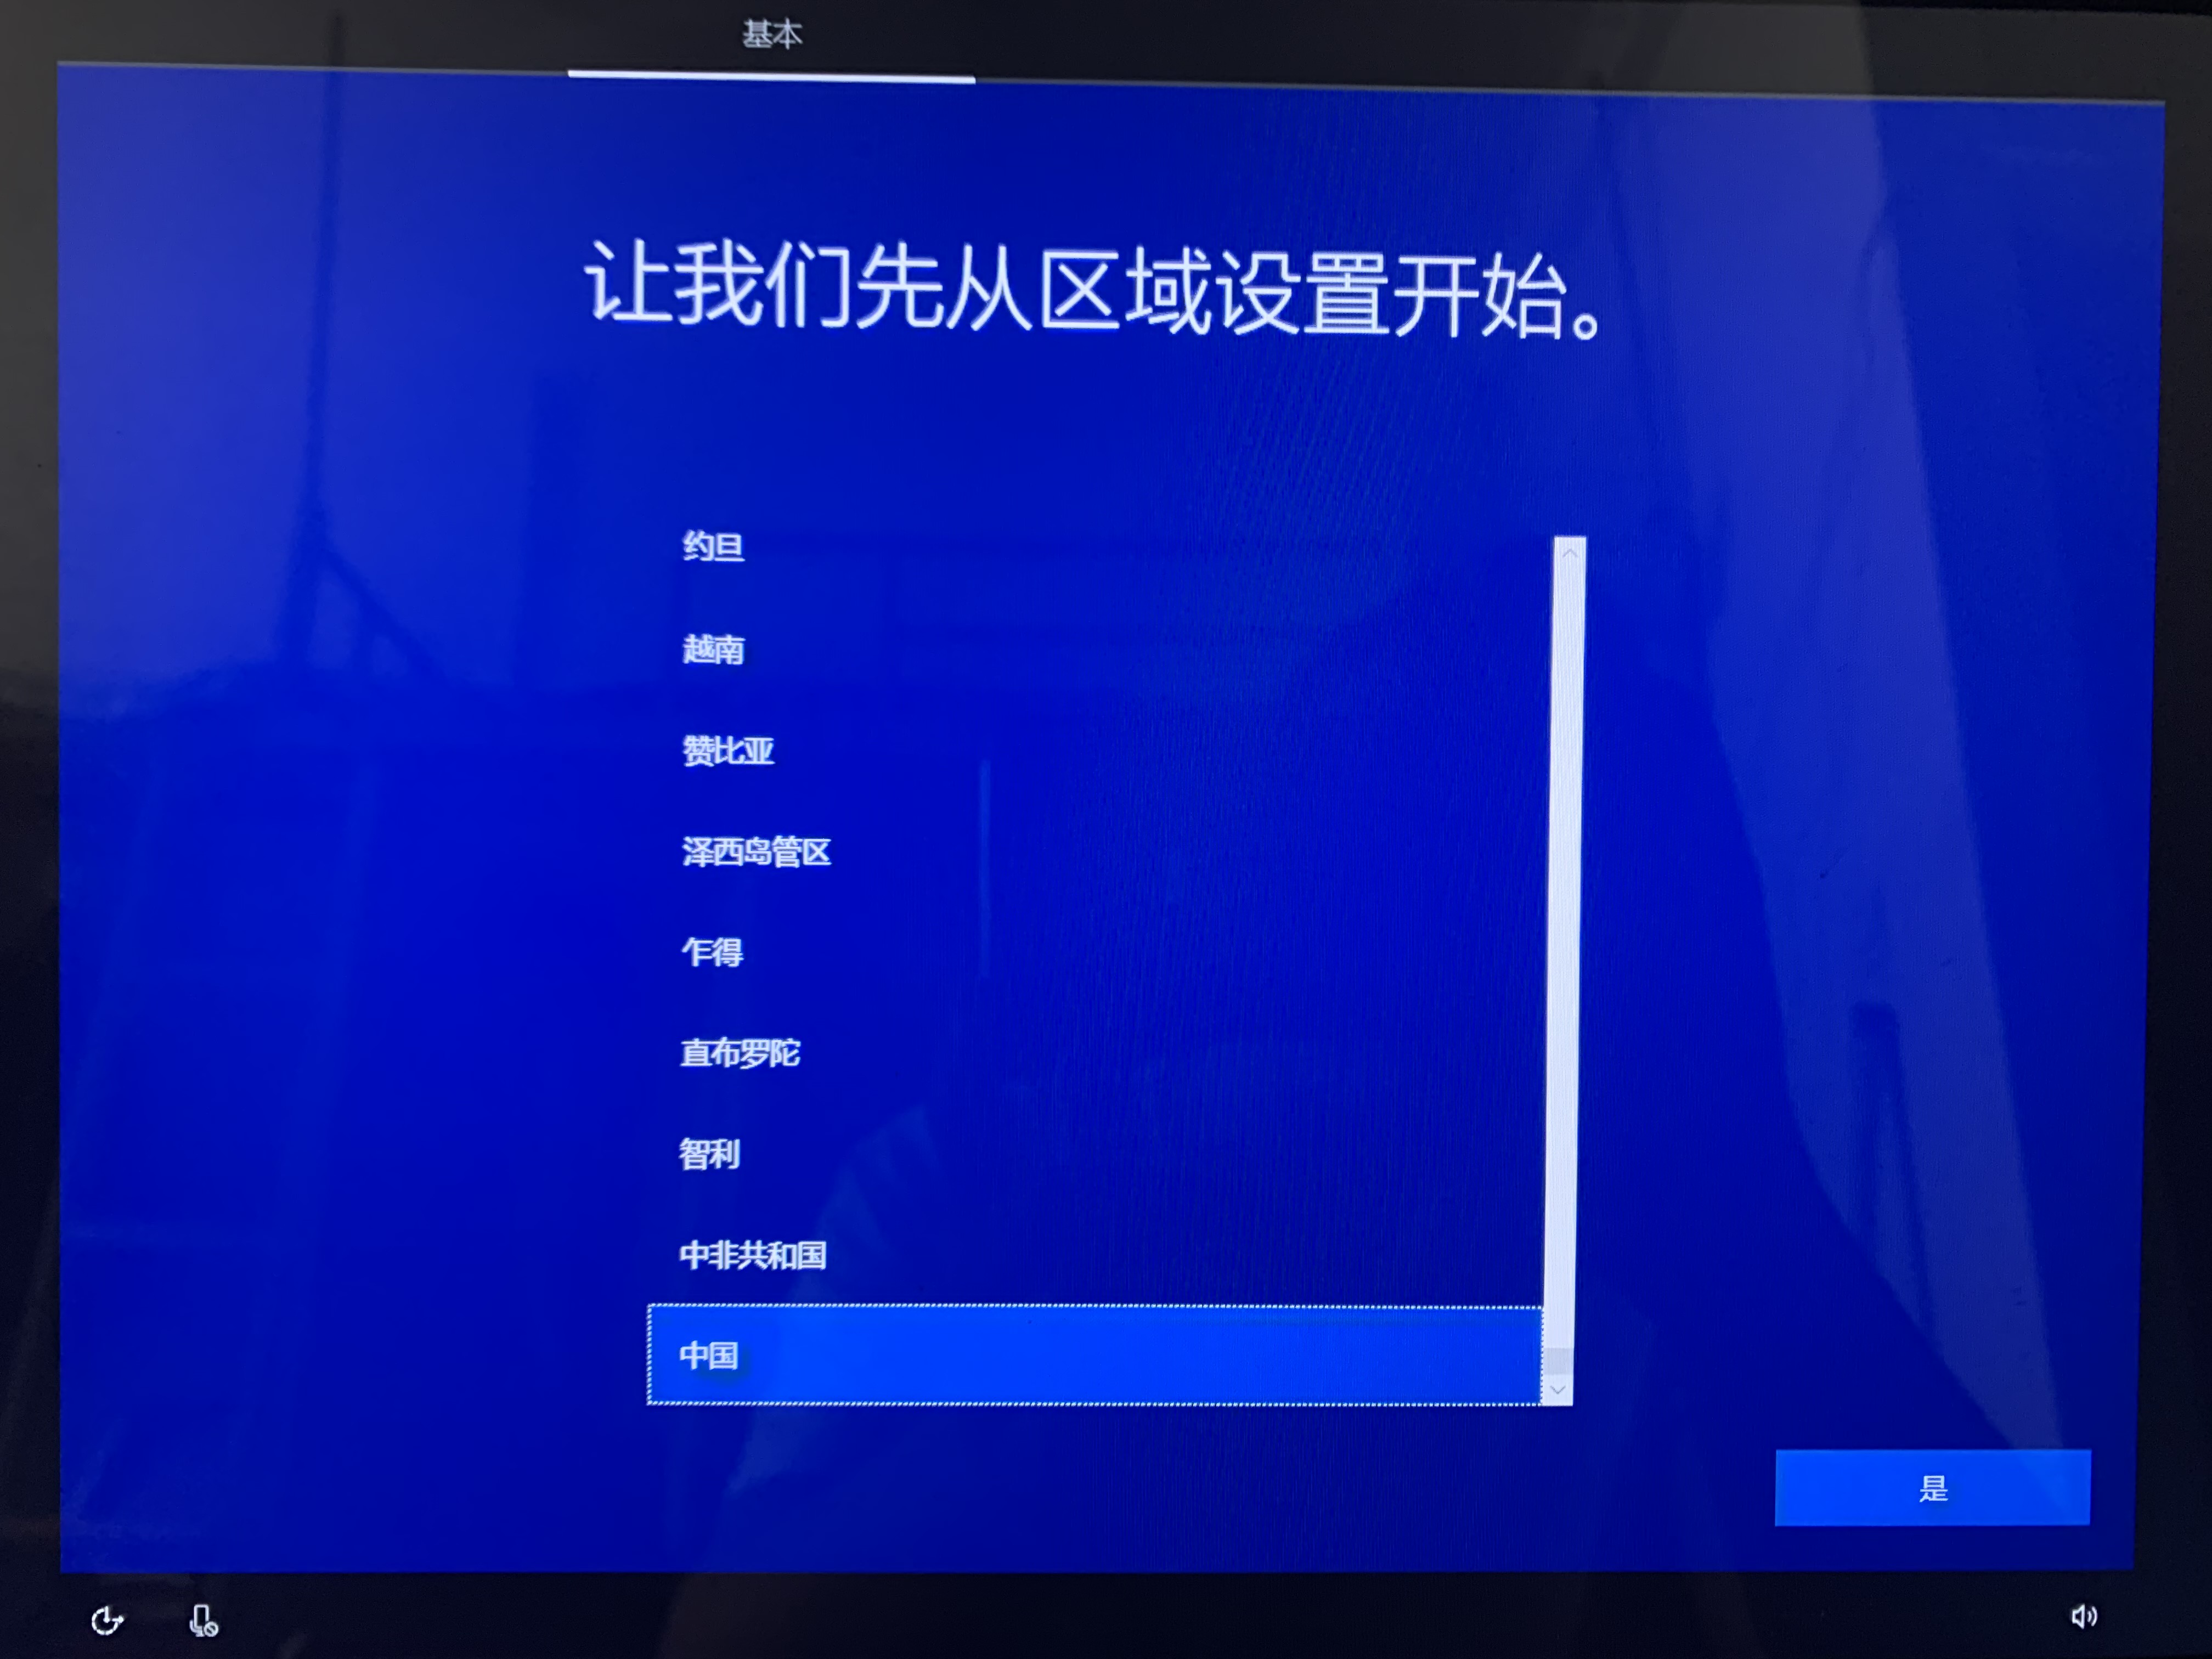 基本
让我们先从区域设置开始。
约旦
越南
赞比亚
泽西岛管区
乍得
直布罗陀
智利
中非共和国
中国
是